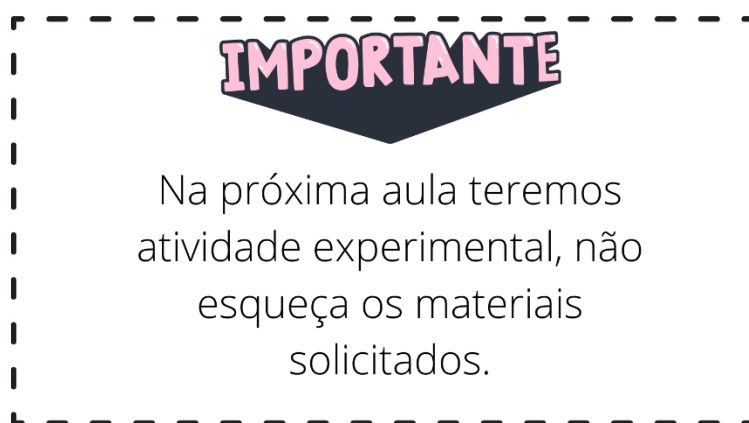 IMPORTANTE
Na próxima aula teremos
atividade experimental, não
esqueça os materiais
solicitados.